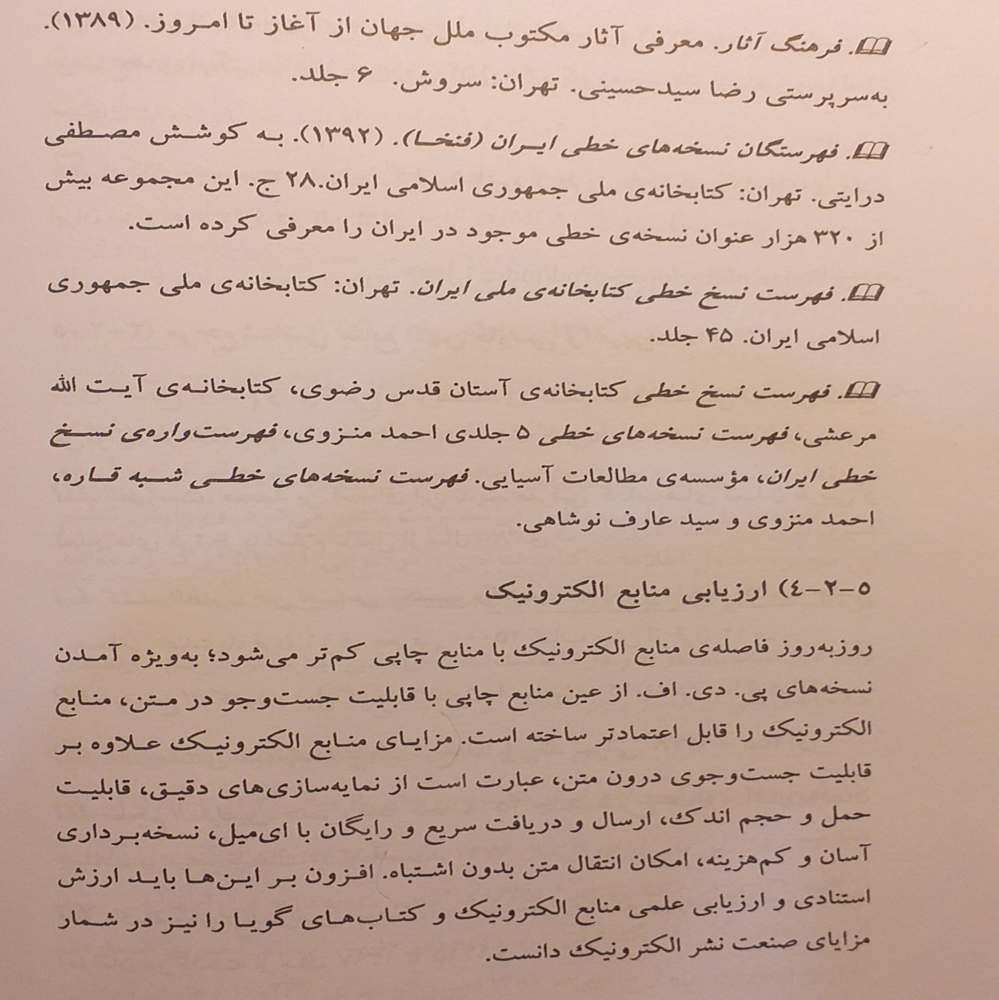 🕮. فرهنگ آثار. معرفی آثار مکتوب ملل جهان از آغاز تا امروز. (۱۳۸۹).
به‌سرپرستی رضا سیدحسینی. تهران: سروش. ۶ جلد.
🕮. فهرستگان نسخه‌های خطی ایران (فنخا). (۱۳۹۲). به کوشش مصطفی
درایتی. تهران: کتابخانه‌ی ملی جمهوری اسلامی ایران.۲۸ ج. این مجموعه بیش
از ۳۲۰ هزار عنوان نسخه‌ی خطی موجود در ایران را معرفی کرده است.
🕮. فهرست نسخ خطی کتابخانه‌ی ملی ایران. تهران: کتابخانه‌ی ملی جمهوری
اسلامی ایران. ۴۵ جلد.
🕮. فهرست نسخ خطی کتابخانه‌ی آستان قدس رضوی، کتابخانه‌ی آیت الله
مرعشی، فهرست نسخه‌های خطی ۵ جلدی احمد منزوی، فهرست‌واره‌ی نسخ
خطی ایران، مؤسسه‌ی مطالعات آسیایی. فهرست نسخه‌های خطی شبه قاره،
احمد منزوی و سید عارف نوشاهی.
۵-۲-۴) ارزیابی منابع الکترونیک
روزبه‌روز فاصله‌ی منابع الکترونیک با منابع چاپی کم‌تر می‌شود؛ به‌ویژه آمدن
نسخه‌های پی. دی. اف. از عین منابع چاپی با قابلیت جست‌وجو در متن، منابع
الکترونیک را قابل اعتمادتر ساخته است. مزایای منابع الکترونیک علاوه بر
قابلیت جست‌وجوی درون متن، عبارت است از نمایه‌سازی‌های دقیق، قابلیت
حمل و حجم اندک، ارسال و دریافت سریع و رایگان با ای‌میل، نسخه‌برداری
آسان و کم‌هزینه، امکان انتقال متن بدون اشتباه. افزون بر این‌ها باید ارزش
استنادی و ارزیابی علمی منابع الکترونیک و کتاب‌های گویا را نیز در شمار
مزایای صنعت نشر الکترونیک دانست.